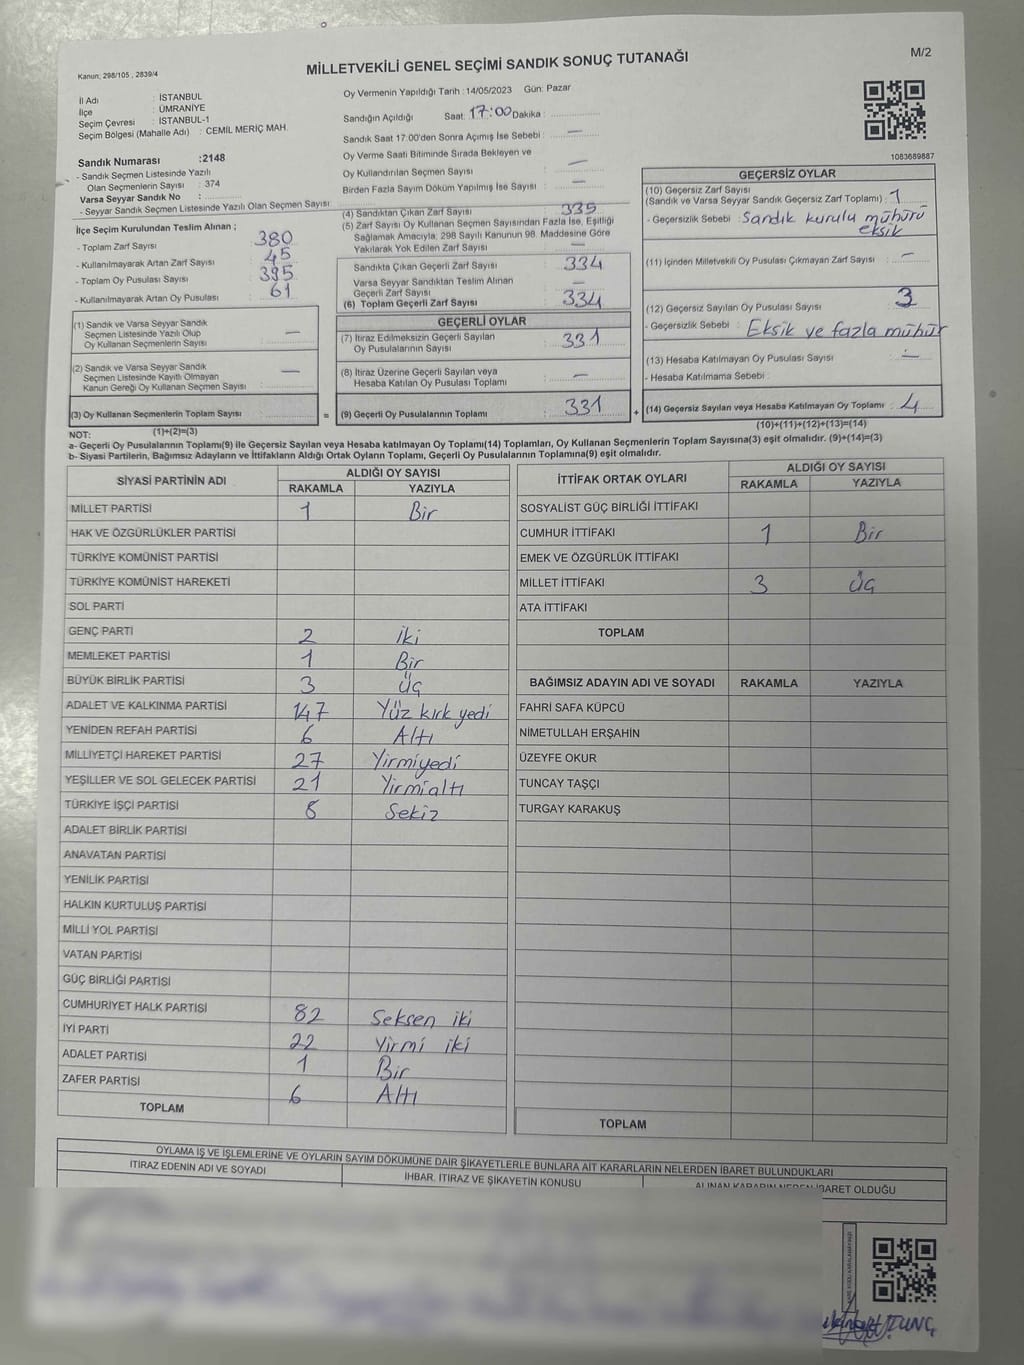 M/2
Kanun; 298/105 , 2839/4
MİLLETVEKİLİ GENEL SEÇİMİ SANDIK SONUÇ TUTANAĞI
İl Adı : İSTANBUL
İlçe : ÜMRANİYE
Seçim Çevresi : İSTANBUL-1
Seçim Bölgesi (Mahalle Adı) : CEMİL MERİÇ MAH.
Sandık Numarası :2148
- Sandık Seçmen Listesinde Yazılı
Olan Seçmenlerin Sayısı : 374
Varsa Seyyar Sandık No :
- Seyyar Sandık Seçmen Listesinde Yazılı Olan Seçmen Sayısı
İlçe Seçim Kurulundan Teslim Alınan ;
- Toplam Zarf Sayısı 380
- Kullanılmayarak Artan Zarf Sayısı 45
- Toplam Oy Pusulası Sayısı 395
- Kullanılmayarak Artan Oy Pusulası 61
Oy Vermenin Yapıldığı Tarih :14/05/2023 Gün: Pazar
Sandığın Açıldığı Saat: 17:00 Dakika :
Sandık Saat 17:00'den Sonra Açımış İse Sebebi : —
Oy Verme Saati Bitiminde Sırada Bekleyen ve
Oy Kullandırılan Seçmen Sayısı : —
Birden Fazla Sayım Döküm Yapılmış İse Sayısı : —
(4) Sandıktan Çıkan Zarf Sayısı 335
(5) Zarf Sayısı Oy Kullanan Seçmen Sayısından Fazla İse, Eşitliği
Sağlamak Amacıyla, 298 Sayılı Kanunun 98. Maddesine Göre
Yakılarak Yok Edilen Zarf Sayısı —
Sandıkta Çıkan Geçerli Zarf Sayısı 334
Varsa Seyyar Sandıktan Teslim Alınan
Geçerli Zarf Sayısı —
(6) Toplam Geçerli Zarf Sayısı 334
1083689887
GEÇERSİZ OYLAR
(10) Geçersiz Zarf Sayısı
(Sandık ve Varsa Seyyar Sandık Geçersiz Zarf Toplamı) : 1
- Geçersizlik Sebebi : Sandık kurulu mühürü
eksik
(11) İçinden Milletvekili Oy Pusulası Çıkmayan Zarf Sayısı : —
(12) Geçersiz Sayılan Oy Pusulası Sayısı 3
- Geçersizlik Sebebi : Eksik ve fazla mühür
(13) Hesaba Katılmayan Oy Pusulası Sayısı : —
- Hesaba Katılmama Sebebi :
(14) Geçersiz Sayılan veya Hesaba Katılmayan Oy Toplamı : 4
(10)+(11)+(12)+(13)=(14)
(1) Sandık ve Varsa Seyyar Sandık
Seçmen Listesinde Yazılı Olup
Oy Kullanan Seçmenlerin Sayısı : —
(2) Sandık ve Varsa Seyyar Sandık
Seçmen Listesinde Kayıtlı Olmayan
Kanun Gereği Oy Kullanan Seçmen Sayısı : —
(3) Oy Kullanan Seçmenlerin Toplam Sayısı :
(1)+(2)=(3)
GEÇERLİ OYLAR
(7) İtiraz Edilmeksizin Geçerli Sayılan
Oy Pusulalarının Sayısı : 331
(8) İtiraz Üzerine Geçerli Sayılan veya
Hesaba Katılan Oy Pusulası Toplamı : —
= (9) Geçerli Oy Pusulalarının Toplamı : 331 +
NOT:
a- Geçerli Oy Pusulalarının Toplamı(9) ile Geçersiz Sayılan veya Hesaba katılmayan Oy Toplamı(14) Toplamları, Oy Kullanan Seçmenlerin Toplam Sayısına(3) eşit olmalıdır. (9)+(14)=(3)
b- Siyasi Partilerin, Bağımsız Adayların ve İttifakların Aldığı Ortak Oyların Toplamı, Geçerli Oy Pusulalarının Toplamına(9) eşit olmalıdır.
SİYASİ PARTİNİN ADI ALDIĞI OY SAYISI
RAKAMLA YAZIYLA
MİLLET PARTİSİ 1 Bir
HAK VE ÖZGÜRLÜKLER PARTİSİ
TÜRKİYE KOMÜNİST PARTİSİ
TÜRKİYE KOMÜNİST HAREKETİ
SOL PARTİ
GENÇ PARTİ 2 iki
MEMLEKET PARTİSİ 1 Bir
BÜYÜK BİRLİK PARTİSİ 3 Üç
ADALET VE KALKINMA PARTİSİ 147 Yüz kırk yedi
YENİDEN REFAH PARTİSİ 6 Altı
MİLLİYETÇİ HAREKET PARTİSİ 27 Yirmiyedi
YEŞİLLER VE SOL GELECEK PARTİSİ 21 Yirmialtı
TÜRKİYE İŞÇİ PARTİSİ 8 Sekiz
ADALET BİRLİK PARTİSİ
ANAVATAN PARTİSİ
YENİLİK PARTİSİ
HALKIN KURTULUŞ PARTİSİ
MİLLİ YOL PARTİSİ
VATAN PARTİSİ
GÜÇ BİRLİĞİ PARTİSİ
CUMHURİYET HALK PARTİSİ 82 Seksen iki
İYİ PARTİ 22 Yirmi iki
ADALET PARTİSİ 1 Bir
ZAFER PARTİSİ 6 Altı
TOPLAM
İTTİFAK ORTAK OYLARI ALDIĞI OY SAYISI
RAKAMLA YAZIYLA
SOSYALİST GÜÇ BİRLİĞİ İTTİFAKI
CUMHUR İTTİFAKI 1 Bir
EMEK VE ÖZGÜRLÜK İTTİFAKI
MİLLET İTTİFAKI 3 Üç
ATA İTTİFAKI
TOPLAM
BAĞIMSIZ ADAYIN ADI VE SOYADI RAKAMLA YAZIYLA
FAHRİ SAFA KÜPCÜ
NİMETULLAH ERŞAHİN
ÜZEYFE OKUR
TUNCAY TAŞÇI
TURGAY KARAKUŞ
TOPLAM
OYLAMA İŞ VE İŞLEMLERİNE VE OYLARIN SAYIM DÖKÜMÜNE DAİR ŞİKAYETLERLE BUNLARA AİT KARARLARIN NELERDEN İBARET BULUNDUKLARI
İTİRAZ EDENİN ADI VE SOYADI İHBAR, İTİRAZ VE ŞİKAYETİN KONUSU ALINAN KARARIN NEDEN İBARET OLDUĞU
TUNÇ